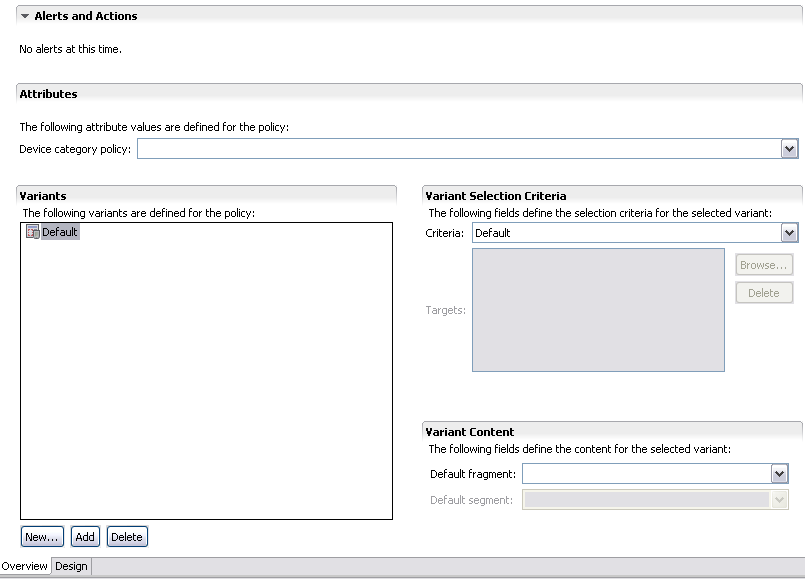 Alerts and Actions
No alerts at this time.
Attributes
The following attribute values are defined for the policy:
Device category policy:
Variants
The following variants are defined for the policy:
Default
Variant Selection Criteria
The following fields define the selection criteria for the selected variant:
Criteria: Default
Browse...
Delete
Targets:
Variant Content
The following fields define the content for the selected variant:
Default fragment:
Default segment:
New... Add Delete
Overview Design